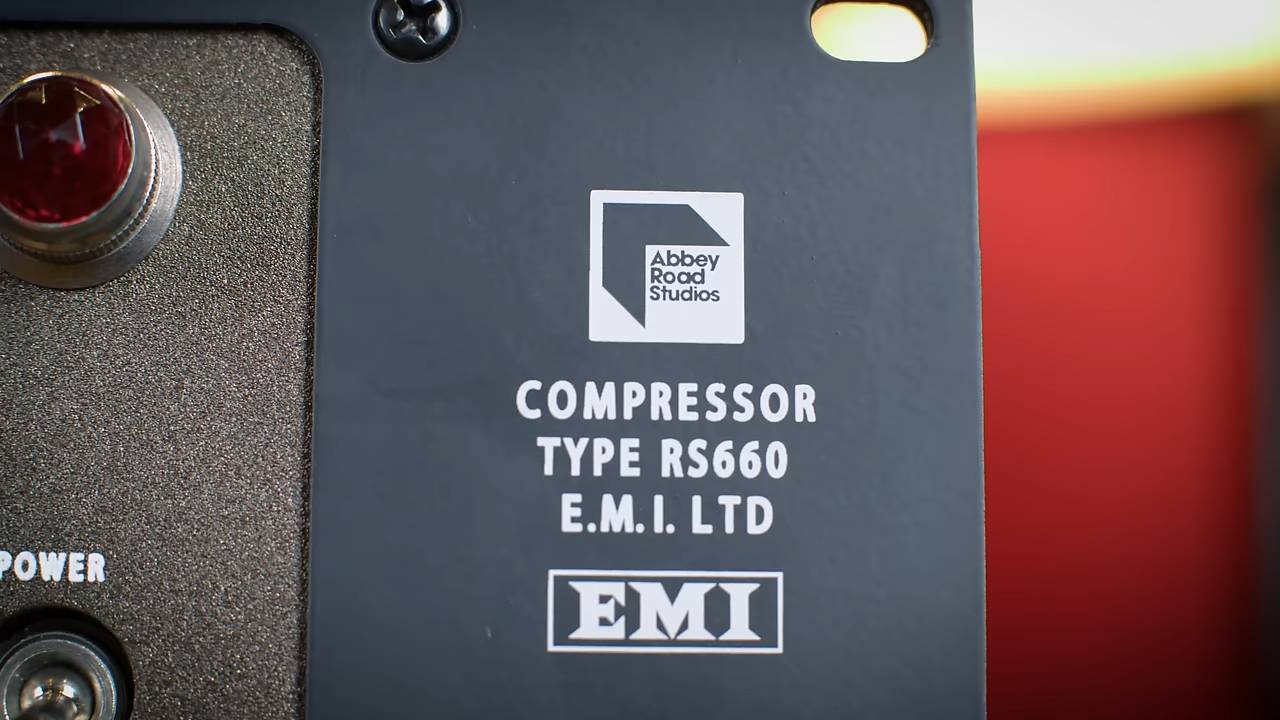 Abbey
Road
Studios
COMPRESSOR
TYPE RS660
E.M.I. LTD
EMI
POWER